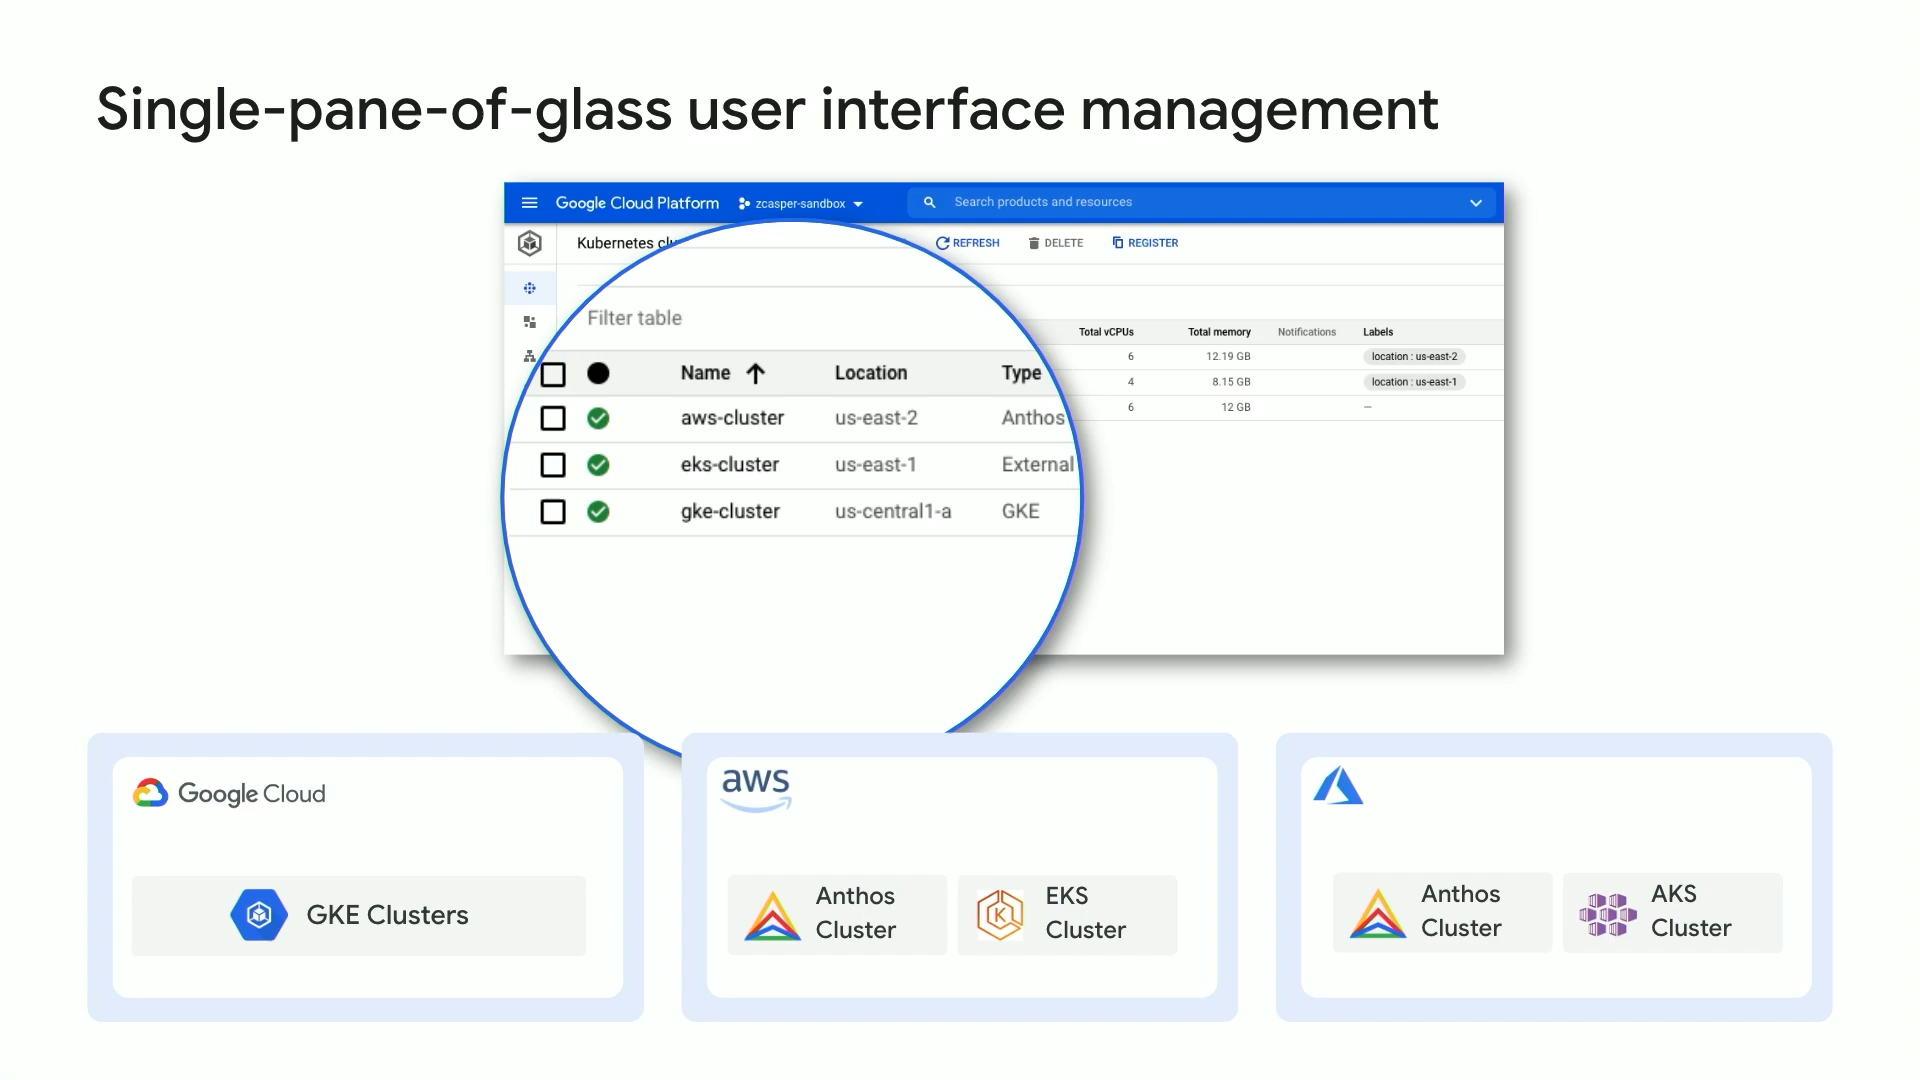 Single-pane-of-glass user interface management
Google Cloud Platform zcasper-sandbox Search products and resources
Kubernetes REFRESH DELETE REGISTER
Filter table
Name Location Type Total vCPUs Total memory Notifications Labels
aws-cluster us-east-2 Anthos 6 12.19 GB location : us-east-2
eks-cluster us-east-1 External 4 8.15 GB location : us-east-1
gke-cluster us-central1-a GKE 6 12 GB –
Google Cloud
GKE Clusters
aws
Anthos
Cluster
EKS
Cluster
Anthos
Cluster
AKS
Cluster